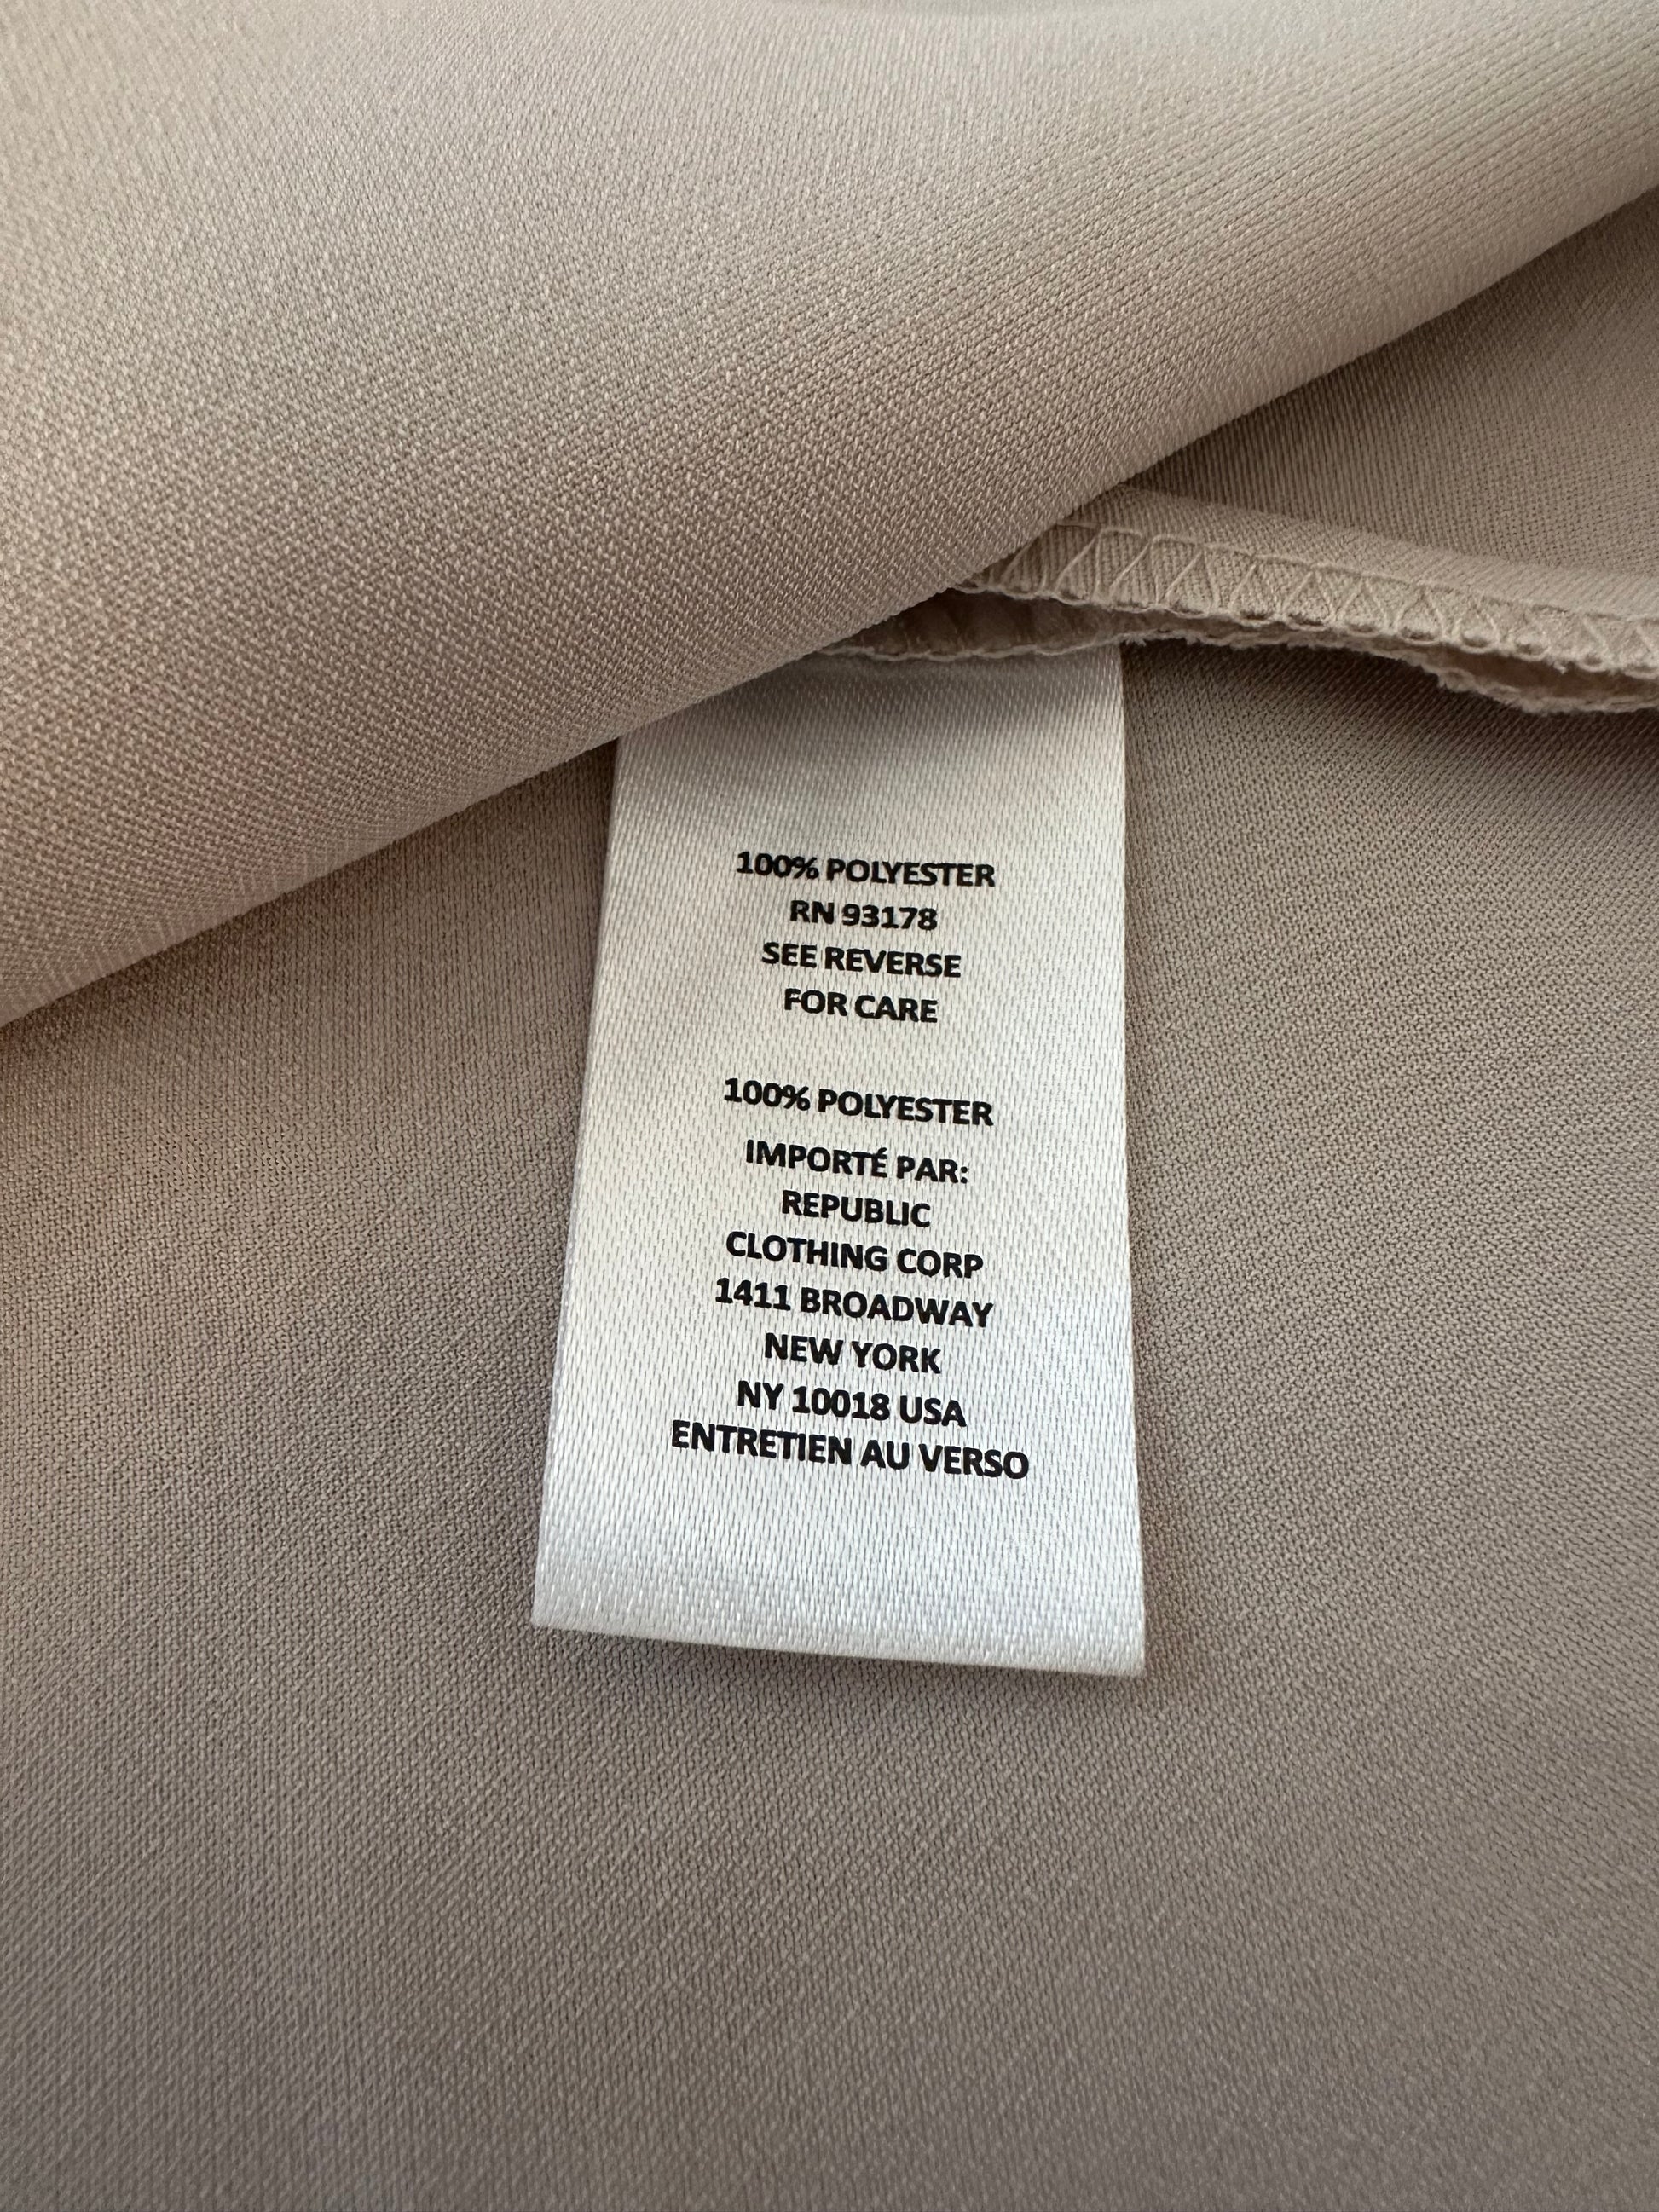 100% POLYESTER
RN 93178
SEE REVERSE
FOR CARE
100% POLYESTER
IMPORTÉ PAR:
REPUBLIC
CLOTHING CORP
1411 BROADWAY
NEW YORK
NY 10018 USA
ENTRETIEN AU VERSO